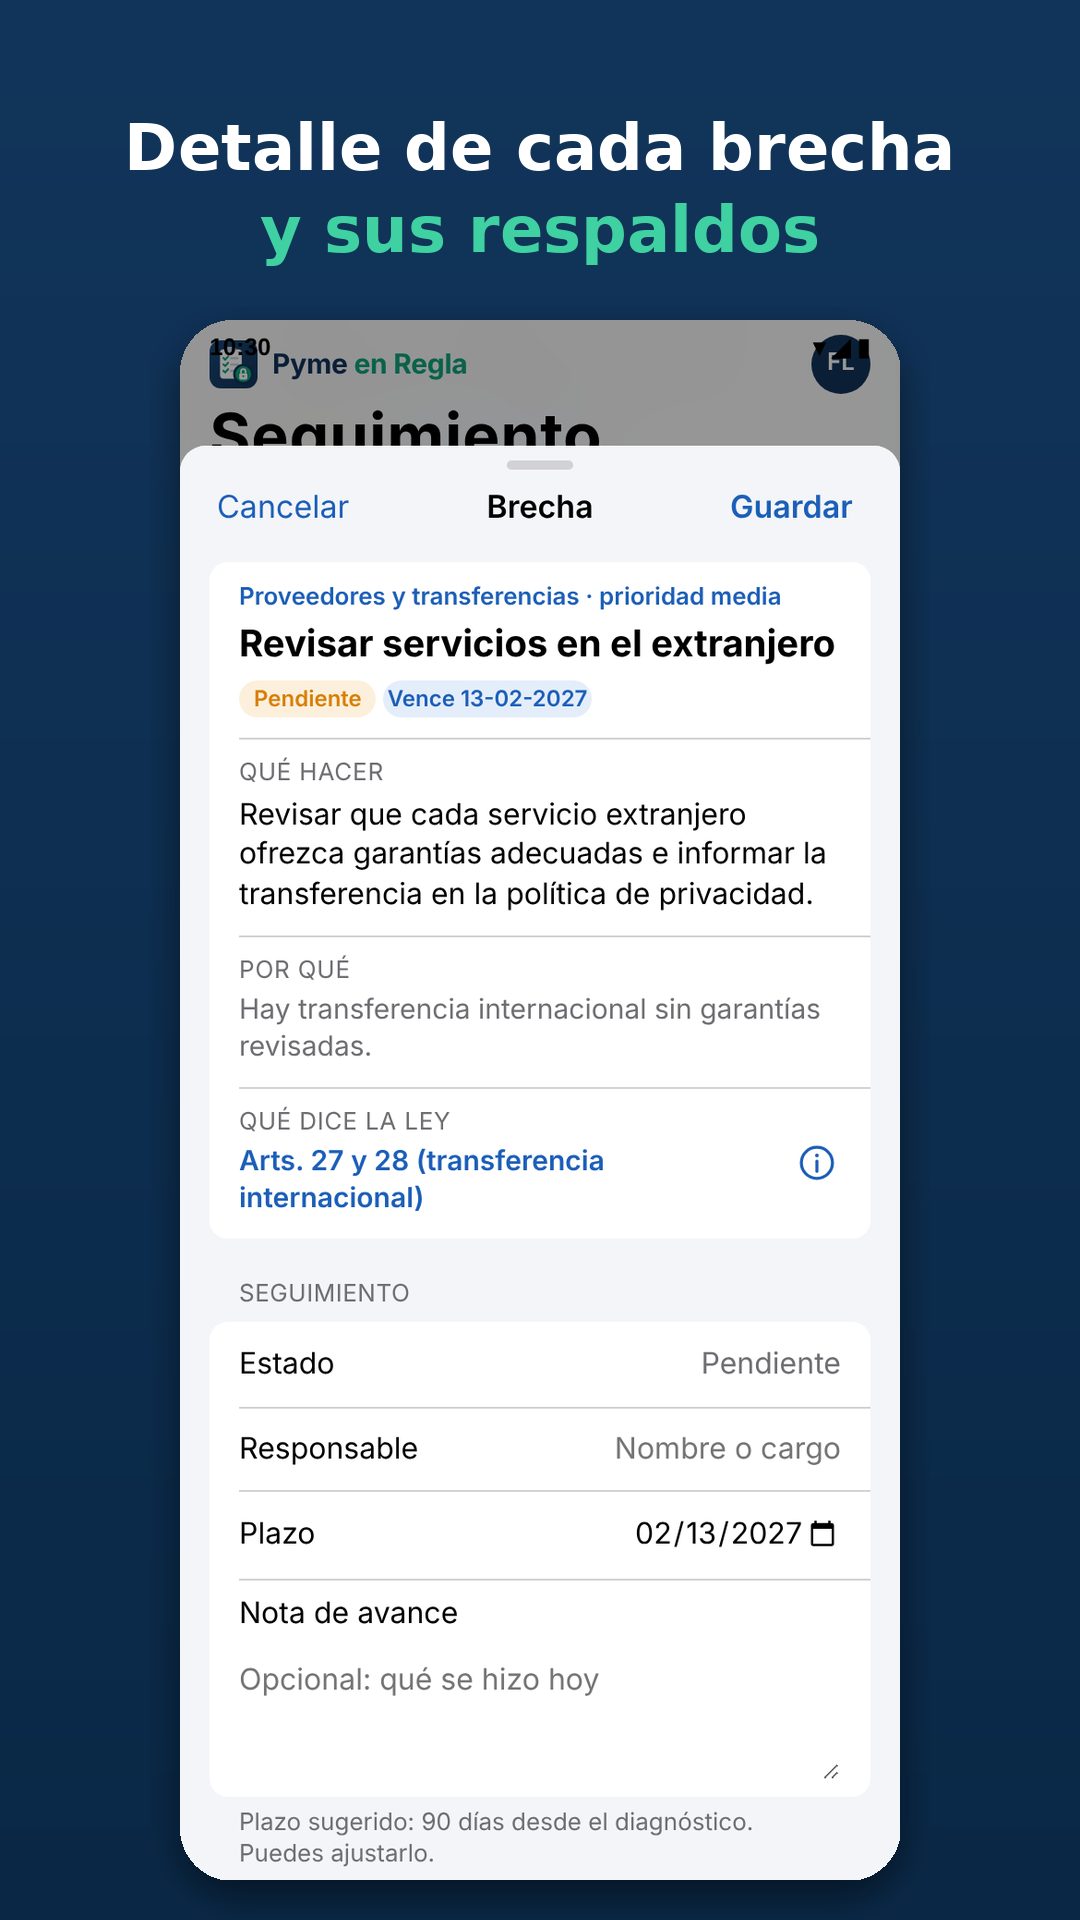 Detalle de cada brecha
y sus respaldos
10:30
Pyme en Regla
FL
Seguimiento
Cancelar
Brecha
Guardar
Proveedores y transferencias · prioridad media
Revisar servicios en el extranjero
Pendiente
Vence 13-02-2027
QUÉ HACER
Revisar que cada servicio extranjero
ofrezca garantías adecuadas e informar la
transferencia en la política de privacidad.
POR QUÉ
Hay transferencia internacional sin garantías
revisadas.
QUÉ DICE LA LEY
Arts. 27 y 28 (transferencia
internacional)
SEGUIMIENTO
Estado
Pendiente
Responsable
Nombre o cargo
Plazo
02/13/2027
Nota de avance
Opcional: qué se hizo hoy
Plazo sugerido: 90 días desde el diagnóstico.
Puedes ajustarlo.